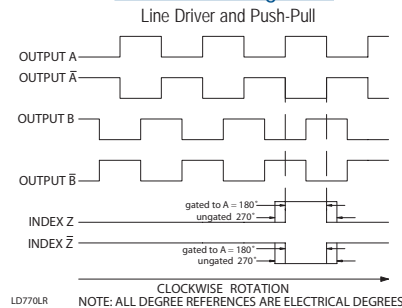 Line Driver and Push-Pull
OUTPUT A
OUTPUT A̅
OUTPUT B
OUTPUT B̅
gated to A = 180°
ungated 270°
INDEX Z
INDEX Z̅
gated to A = 180°
ungated 270°
CLOCKWISE ROTATION
LD770LR
NOTE: ALL DEGREE REFERENCES ARE ELECTRICAL DEGREES